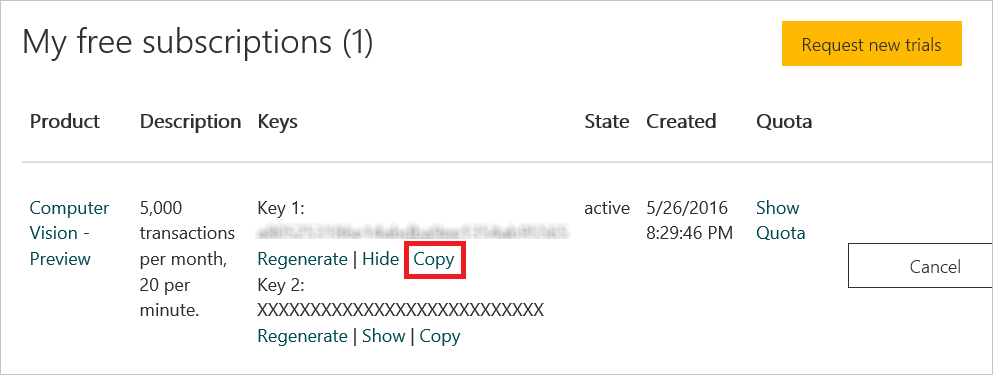 My free subscriptions (1)
Request new trials
Product Description Keys State Created Quota
Computer Vision - Preview
5,000 transactions per month, 20 per minute.
Key 1:
Regenerate | Hide Copy
Key 2:
XXXXXXXXXXXXXXXXXXXXXXXXXXX
Regenerate | Show | Copy
active
5/26/2016
8:29:46 PM
Show Quota
Cancel